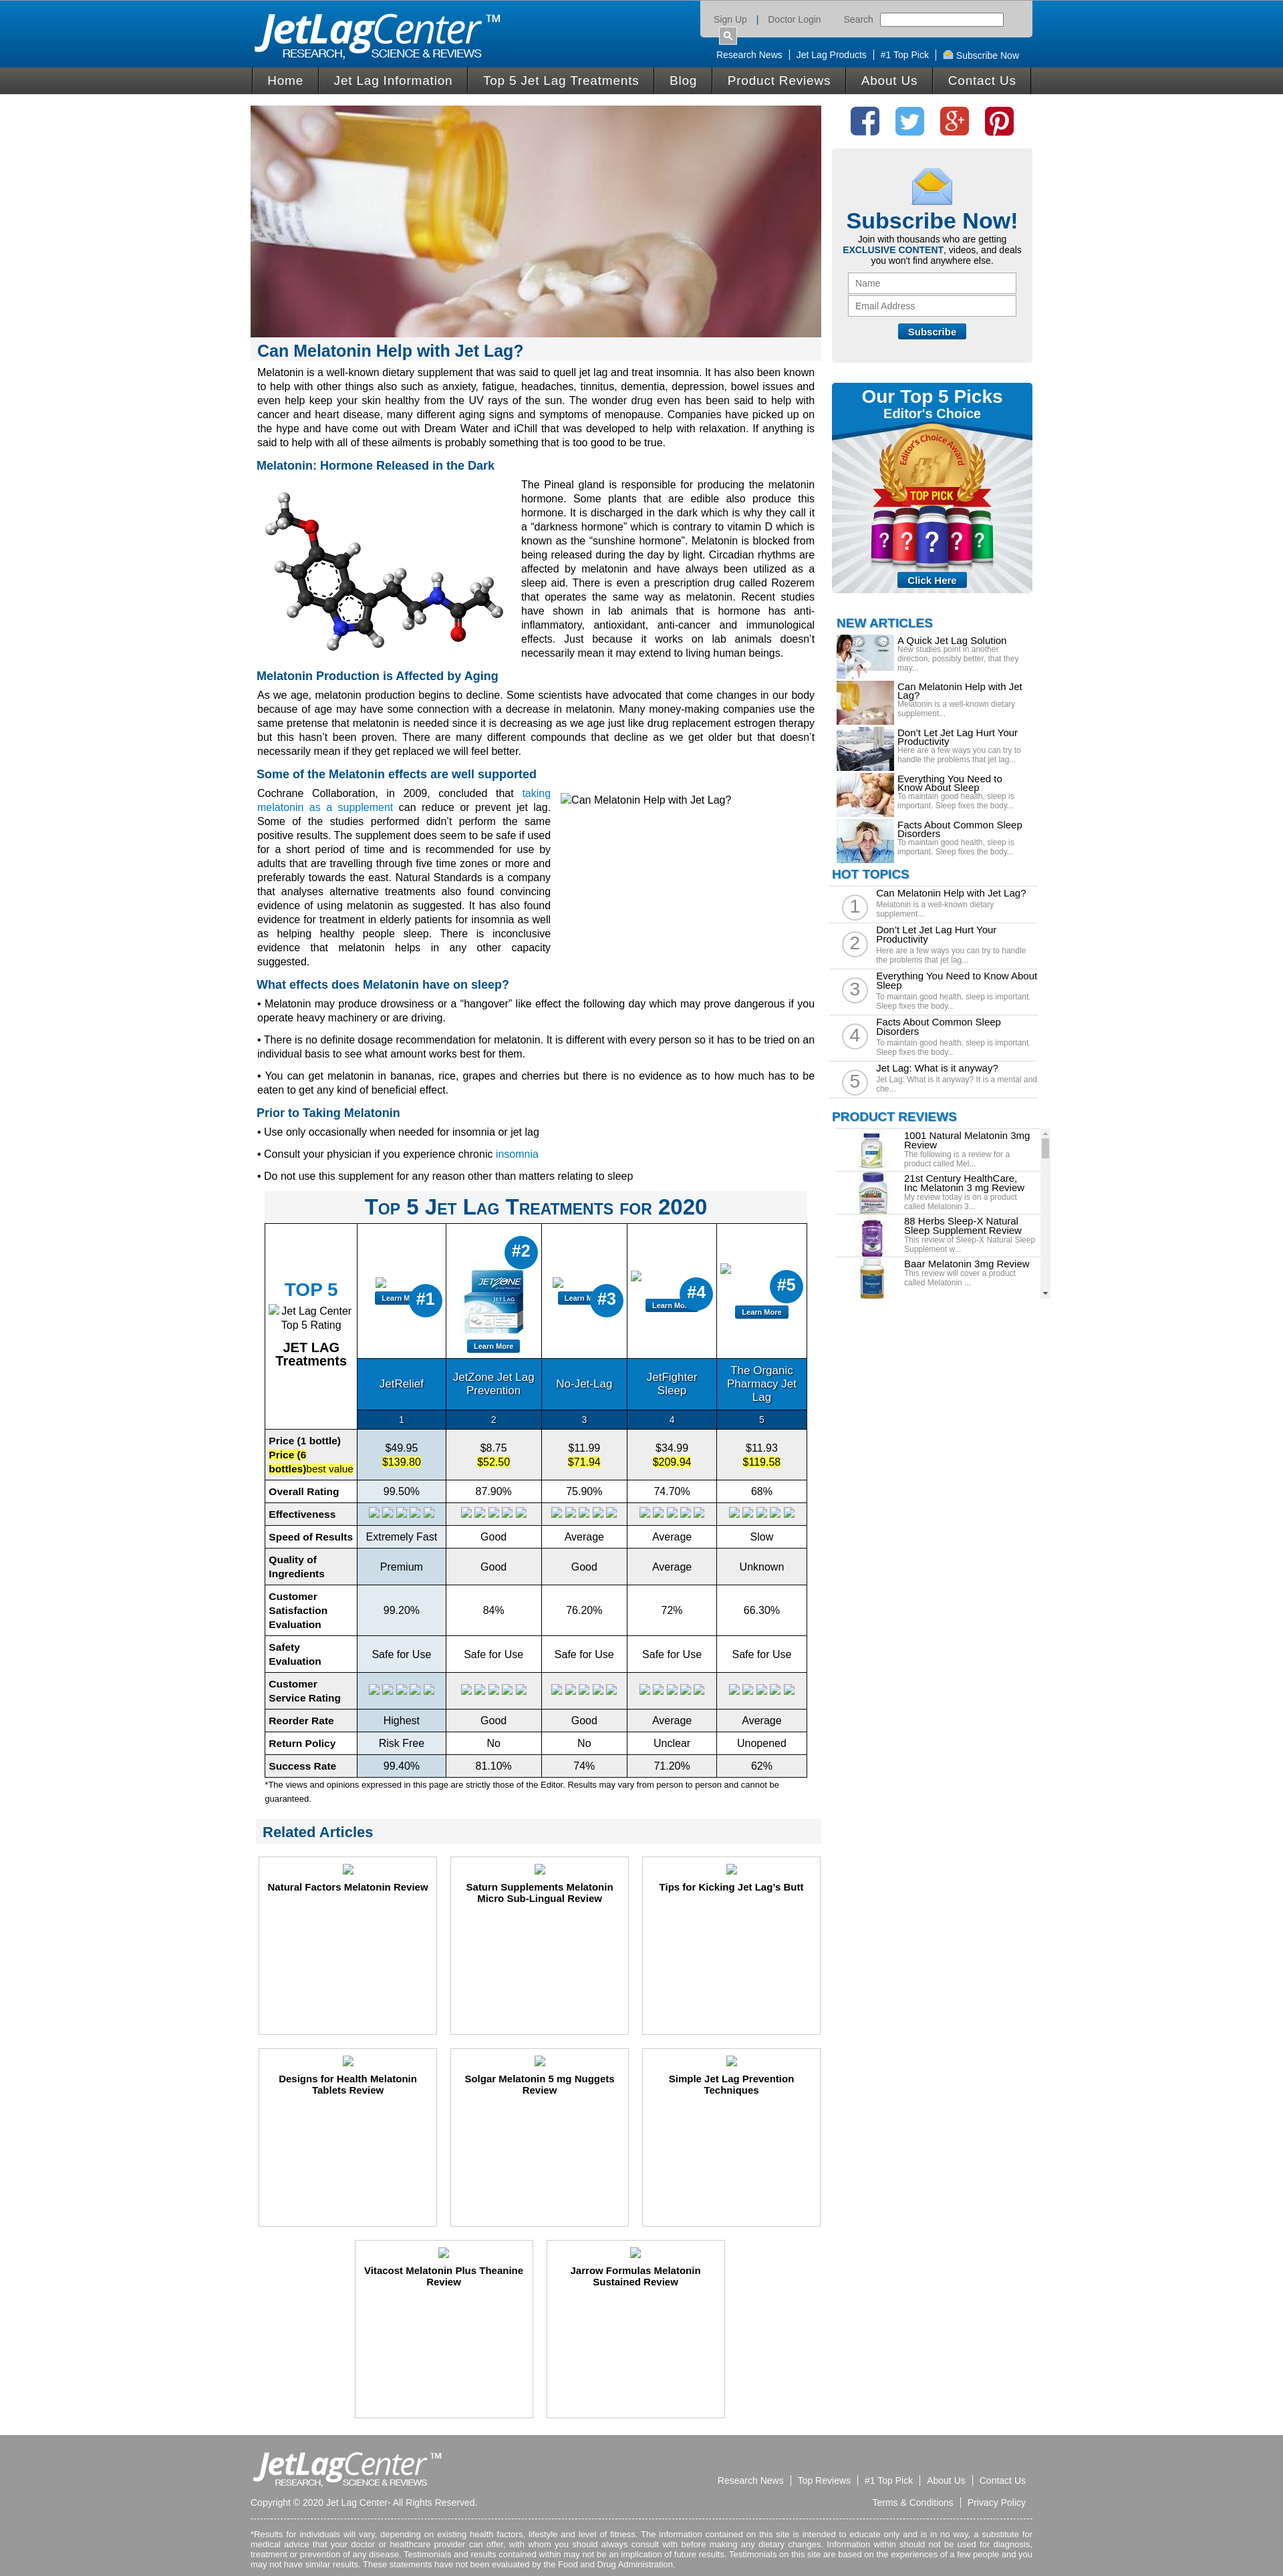 JetLagCenter™
RESEARCH, SCIENCE & REVIEWS
Sign Up | Doctor Login Search
Research News | Jet Lag Products | #1 Top Pick | Subscribe Now
Home Jet Lag Information Top 5 Jet Lag Treatments Blog Product Reviews About Us Contact Us
Can Melatonin Help with Jet Lag?
Melatonin is a well-known dietary supplement that was said to quell jet lag and treat insomnia. It has also been known
to help with other things also such as anxiety, fatigue, headaches, tinnitus, dementia, depression, bowel issues and
even help keep your skin healthy from the UV rays of the sun. The wonder drug even has been said to help with
cancer and heart disease, many different aging signs and symptoms of menopause. Companies have picked up on
the hype and have come out with Dream Water and iChill that was developed to help with relaxation. If anything is
said to help with all of these ailments is probably something that is too good to be true.
Melatonin: Hormone Released in the Dark
The Pineal gland is responsible for producing the melatonin
hormone. Some plants that are edible also produce this
hormone. It is discharged in the dark which is why they call it
a “darkness hormone” which is contrary to vitamin D which is
known as the “sunshine hormone”. Melatonin is blocked from
being released during the day by light. Circadian rhythms are
affected by melatonin and have always been utilized as a
sleep aid. There is even a prescription drug called Rozerem
that operates the same way as melatonin. Recent studies
have shown in lab animals that is hormone has anti-
inflammatory, antioxidant, anti-cancer and immunological
effects. Just because it works on lab animals doesn’t
necessarily mean it may extend to living human beings.
Melatonin Production is Affected by Aging
As we age, melatonin production begins to decline. Some scientists have advocated that come changes in our body
because of age may have some connection with a decrease in melatonin. Many money-making companies use the
same pretense that melatonin is needed since it is decreasing as we age just like drug replacement estrogen therapy
but this hasn’t been proven. There are many different compounds that decline as we get older but that doesn’t
necessarily mean if they get replaced we will feel better.
Some of the Melatonin effects are well supported
Cochrane Collaboration, in 2009, concluded that taking
melatonin as a supplement can reduce or prevent jet lag.
Some of the studies performed didn’t perform the same
positive results. The supplement does seem to be safe if used
for a short period of time and is recommended for use by
adults that are travelling through five time zones or more and
preferably towards the east. Natural Standards is a company
that analyses alternative treatments also found convincing
evidence of using melatonin as suggested. It has also found
evidence for treatment in elderly patients for insomnia as well
as helping healthy people sleep. There is inconclusive
evidence that melatonin helps in any other capacity
suggested.
Can Melatonin Help with Jet Lag?
What effects does Melatonin have on sleep?
• Melatonin may produce drowsiness or a “hangover” like effect the following day which may prove dangerous if you
operate heavy machinery or are driving.
• There is no definite dosage recommendation for melatonin. It is different with every person so it has to be tried on an
individual basis to see what amount works best for them.
• You can get melatonin in bananas, rice, grapes and cherries but there is no evidence as to how much has to be
eaten to get any kind of beneficial effect.
Prior to Taking Melatonin
• Use only occasionally when needed for insomnia or jet lag
• Consult your physician if you experience chronic insomnia
• Do not use this supplement for any reason other than matters relating to sleep
Top 5 Jet Lag Treatments for 2020
TOP 5
Jet Lag Center
Top 5 Rating
JET LAG
Treatments
Learn M #1
#2
JETZONE
JET LAG
Learn More
Learn M #3
Learn Mo #4
#5
Learn More
JetRelief JetZone Jet Lag Prevention No-Jet-Lag JetFighter Sleep The Organic Pharmacy Jet Lag
1 2 3 4 5
Price (1 bottle) $49.95 $8.75 $11.99 $34.99 $11.93
Price (6 bottles)best value $139.80 $52.50 $71.94 $209.94 $119.58
Overall Rating 99.50% 87.90% 75.90% 74.70% 68%
Effectiveness
Speed of Results Extremely Fast Good Average Average Slow
Quality of Ingredients Premium Good Good Average Unknown
Customer Satisfaction Evaluation 99.20% 84% 76.20% 72% 66.30%
Safety Evaluation Safe for Use Safe for Use Safe for Use Safe for Use Safe for Use
Customer Service Rating
Reorder Rate Highest Good Good Average Average
Return Policy Risk Free No No Unclear Unopened
Success Rate 99.40% 81.10% 74% 71.20% 62%
*The views and opinions expressed in this page are strictly those of the Editor. Results may vary from person to person and cannot be
guaranteed.
Related Articles
Natural Factors Melatonin Review
Saturn Supplements Melatonin
Micro Sub-Lingual Review
Tips for Kicking Jet Lag’s Butt
Designs for Health Melatonin
Tablets Review
Solgar Melatonin 5 mg Nuggets
Review
Simple Jet Lag Prevention
Techniques
Vitacost Melatonin Plus Theanine
Review
Jarrow Formulas Melatonin
Sustained Review
Subscribe Now!
Join with thousands who are getting
EXCLUSIVE CONTENT, videos, and deals
you won't find anywhere else.
Name
Email Address
Subscribe
Our Top 5 Picks
Editor's Choice
Editor's Choice Award
#1
TOP PICK
? ? ? ? ?
Click Here
NEW ARTICLES
A Quick Jet Lag Solution
New studies point in another
direction, possibly better, that they
may...
Can Melatonin Help with Jet
Lag?
Melatonin is a well-known dietary
supplement...
Don’t Let Jet Lag Hurt Your
Productivity
Here are a few ways you can try to
handle the problems that jet lag...
Everything You Need to
Know About Sleep
To maintain good health, sleep is
important. Sleep fixes the body...
Facts About Common Sleep
Disorders
To maintain good health, sleep is
important. Sleep fixes the body...
HOT TOPICS
1
Can Melatonin Help with Jet Lag?
Melatonin is a well-known dietary
supplement...
2
Don’t Let Jet Lag Hurt Your
Productivity
Here are a few ways you can try to handle
the problems that jet lag...
3
Everything You Need to Know About
Sleep
To maintain good health, sleep is important.
Sleep fixes the body...
4
Facts About Common Sleep
Disorders
To maintain good health, sleep is important.
Sleep fixes the body...
5
Jet Lag: What is it anyway?
Jet Lag: What is it anyway? It is a mental and
che...
PRODUCT REVIEWS
1001 Natural Melatonin 3mg
Review
The following is a review for a
product called Mel...
21st Century HealthCare,
Inc Melatonin 3 mg Review
My review today is on a product
called Melatonin 3...
88 Herbs Sleep-X Natural
Sleep Supplement Review
This review of Sleep-X Natural Sleep
Supplement w...
Baar Melatonin 3mg Review
This review will cover a product
called Melatonin ...
JetLagCenter™
RESEARCH, SCIENCE & REVIEWS
Research News | Top Reviews | #1 Top Pick | About Us | Contact Us
Copyright © 2020 Jet Lag Center- All Rights Reserved.
Terms & Conditions | Privacy Policy
*Results for individuals will vary, depending on existing health factors, lifestyle and level of fitness. The information contained on this site is intended to educate only and is in no way, a substitute for
medical advice that your doctor or healthcare provider can offer, with whom you should always consult with before making any dietary changes. Information within should not be used for diagnosis,
treatment or prevention of any disease. Testimonials and results contained within may not be an implication of future results. Testimonials on this site are based on the experiences of a few people and you
may not have similar results. These statements have not been evaluated by the Food and Drug Administration.